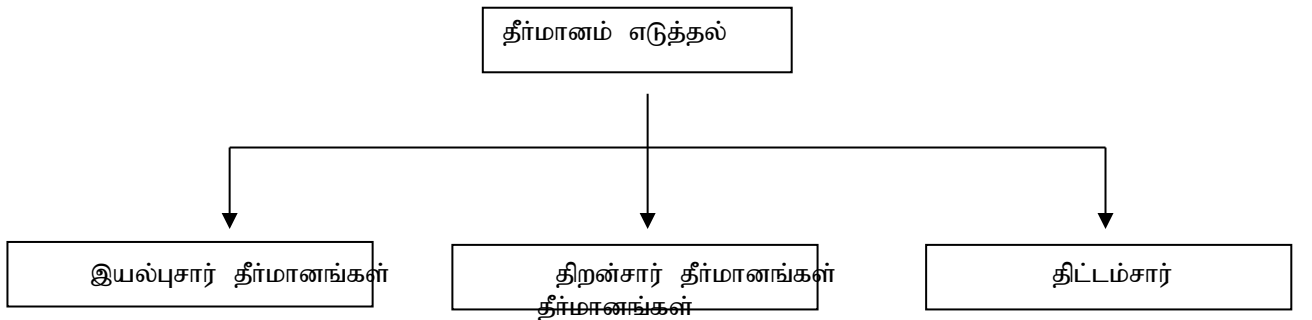 தீர்மானம் எடுத்தல்
இயல்புசார் தீர்மானங்கள் திறன்சார் தீர்மானங்கள் திட்டம்சார்
தீர்மானங்கள்